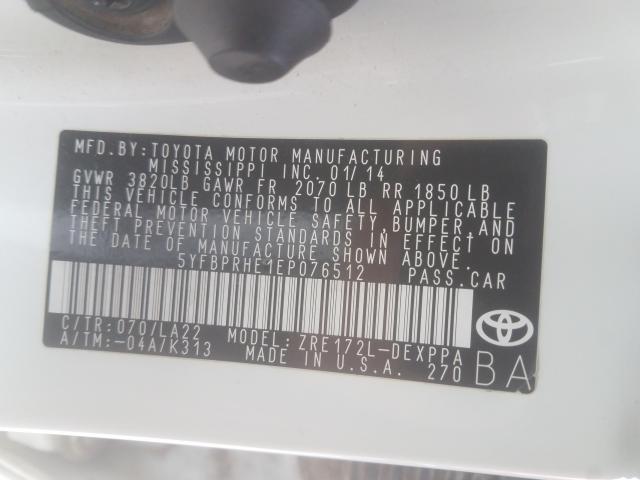 MFD.BY:TOYOTA MOTOR MANUFACTURING
MISSISSIPPI INC. 01/14
GVWR 3820LB GAWR FR 2070 LB RR 1850 LB
THIS VEHICLE CONFORMS TO ALL APPLICABLE
FEDERAL MOTOR VEHICLE SAFETY, BUMPER, AND
THEFT PREVENTION STANDARDS IN EFFECT ON
THE DATE OF MANUFACTURE SHOWN ABOVE.
5YFBPRHE1EP076512 PASS.CAR
C/TR:070/LA22 MODEL:ZRE172L-DEXPPA
A/TM:-04A/K313 MADE IN U.S.A. 270
BA